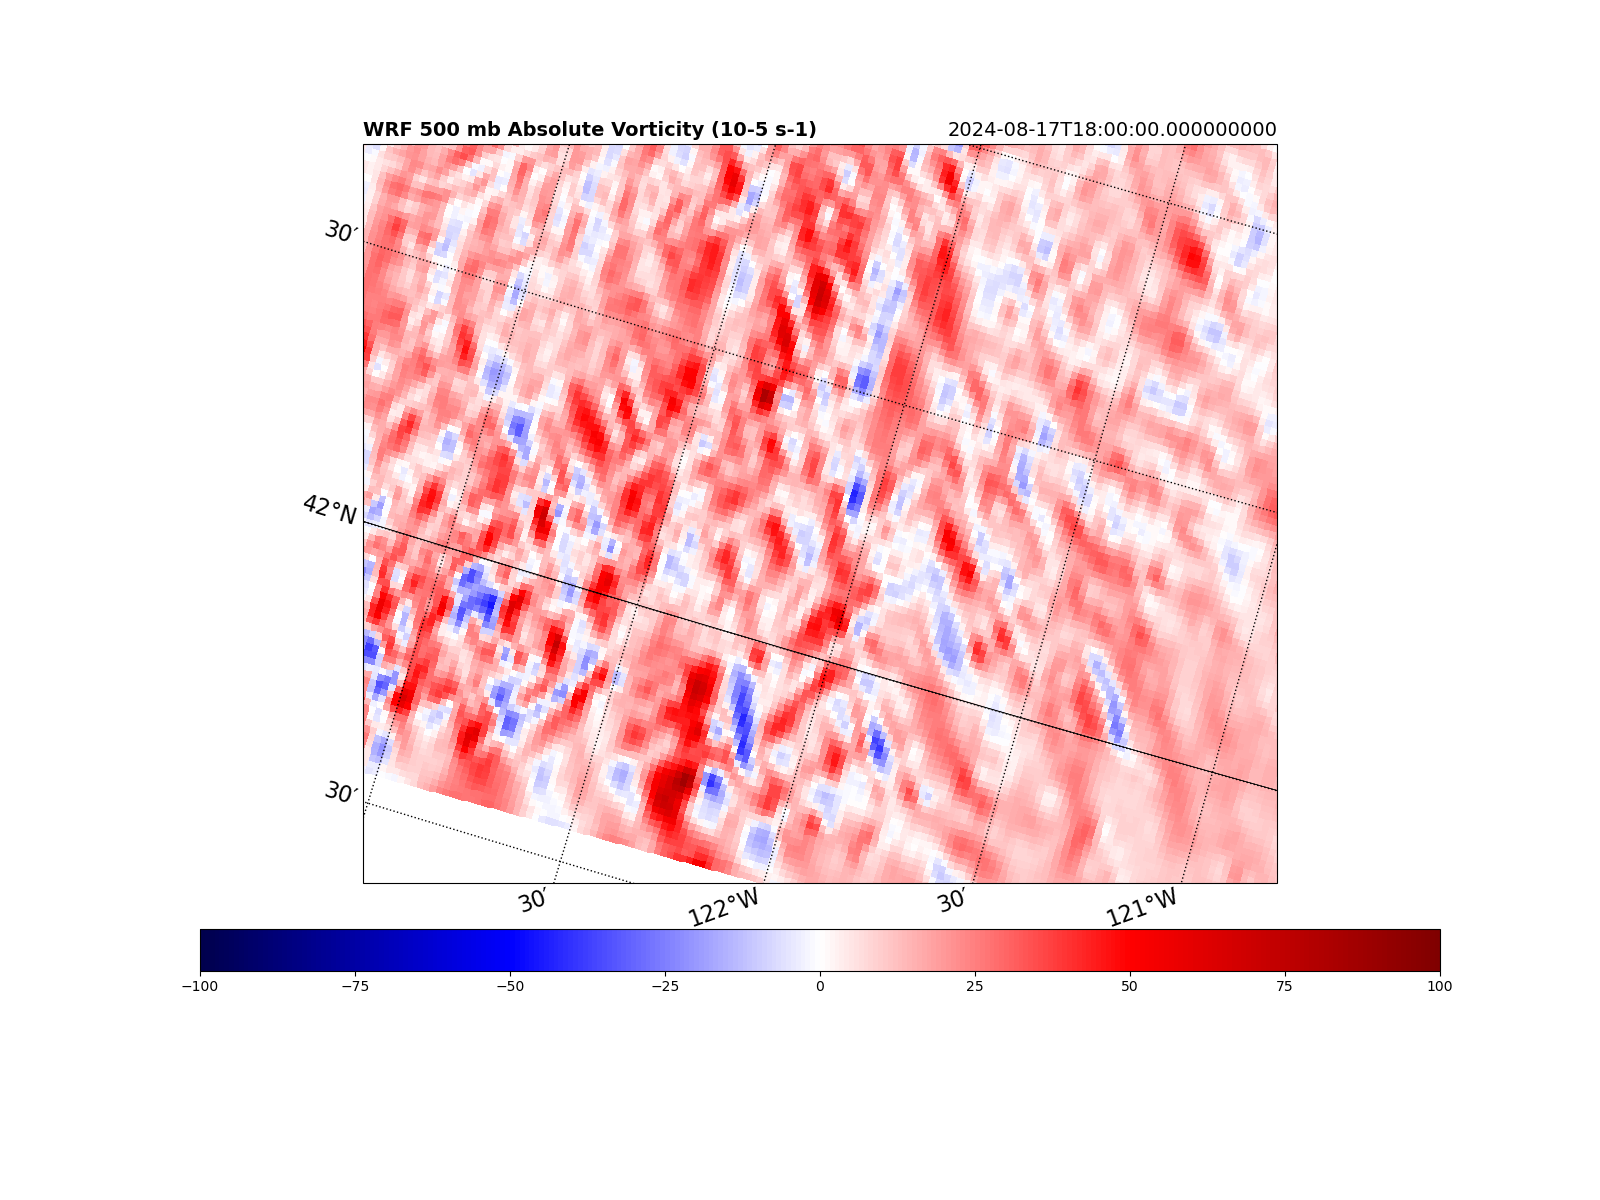 WRF 500 mb Absolute Vorticity (10-5 s-1) 2024-08-17T18:00:00.000000000
30′
42°N
30′
30′ 122°W 30′ 121°W
−100 −75 −50 −25 0 25 50 75 100